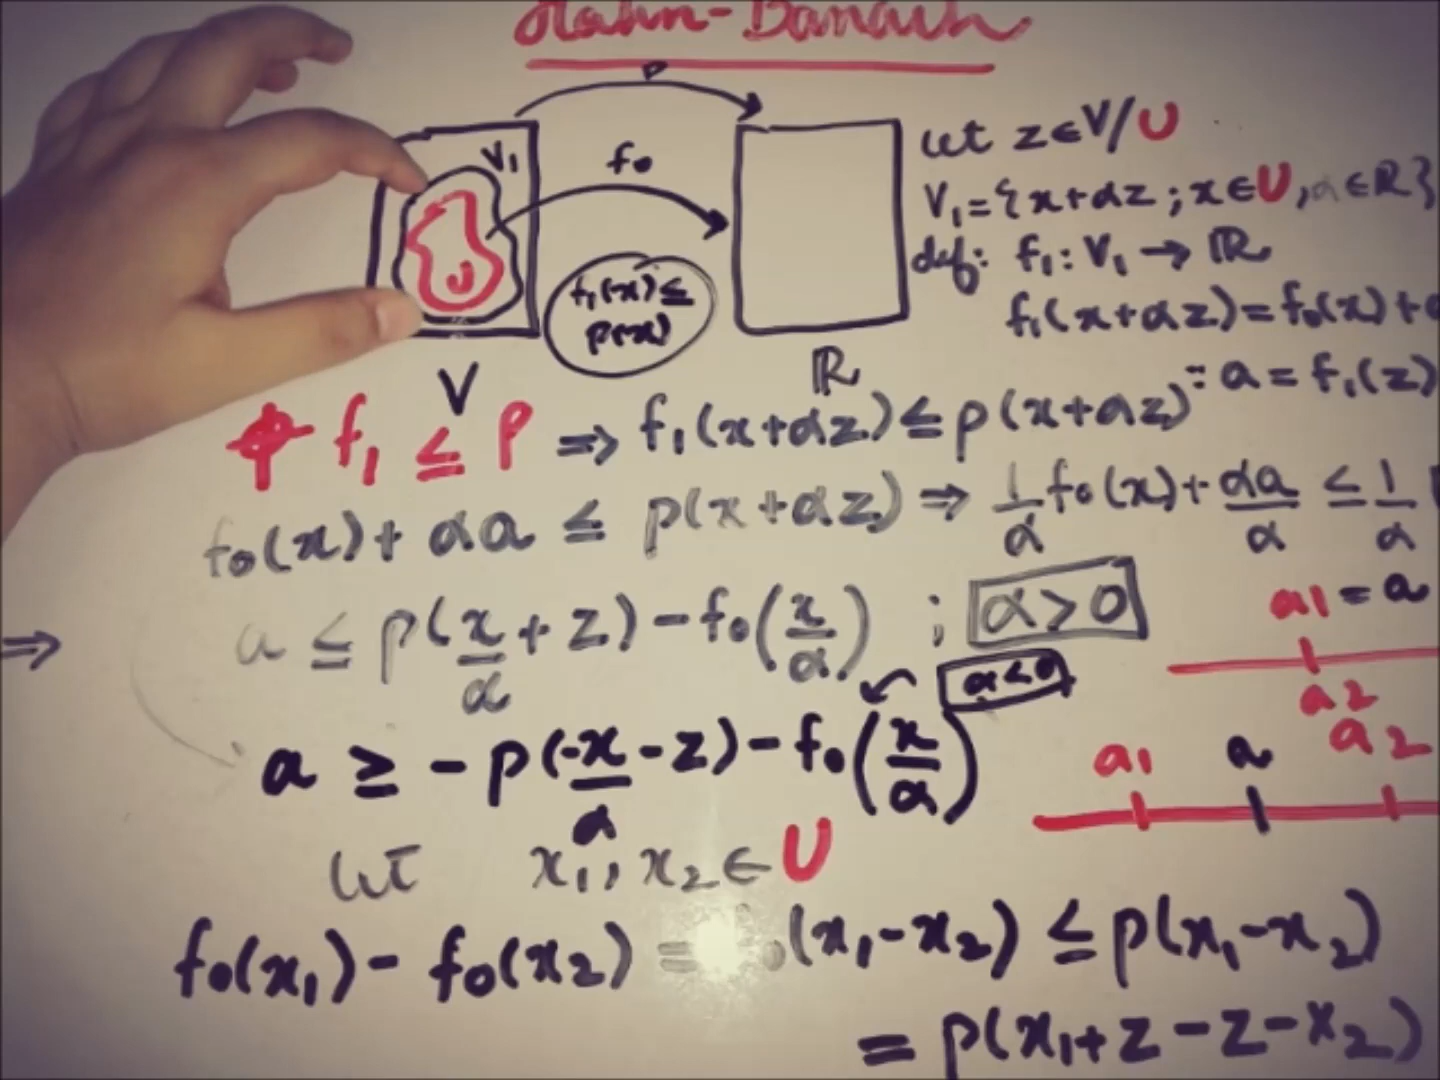 Hahn-Banach
p
V₁
f₀
U
f₁(x) ≤
p(x)
V
ℝ
let z ∈ V/U
V₁ = {x+αz ; x ∈ U, α ∈ ℝ}
def: f₁ : V₁ → ℝ
f₁(x+αz) = f₀(x) +
a = f₁(z)
f₁ ≤ p ⇒ f₁(x+αz) ≤ p(x+αz)
f₀(x) + αa ≤ p(x+αz) ⇒ 1/α f₀(x) + αa/α ≤ 1/α
⇒ a ≤ p(x/α + z) − f₀(x/α) ; α > 0
a1 = a
a2
α < 0
a ≥ −p(−x/α − z) − f₀(x/α)
a1 a a2
let x₁, x₂ ∈ U
f₀(x₁) − f₀(x₂) = (x₁−x₂) ≤ p(x₁−x₂)
= p(x₁+z−z−x₂)